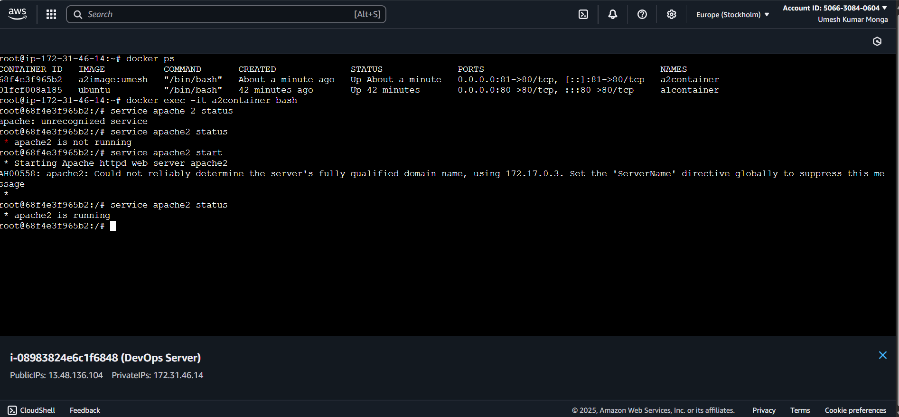 aws
Search
[Alt+S]
Europe (Stockholm)
Account ID: 5066-3084-0604
Umesh Kumar Monga
root@ip-172-31-46-14:~# docker ps
CONTAINER ID   IMAGE   COMMAND   CREATED   STATUS   PORTS   NAMES
68f4e3f965b2   a2image:umesh   "/bin/bash"   About a minute ago   Up About a minute   0.0.0.0:81->80/tcp, [::]:81->80/tcp   a2container
01fcf008a185   ubuntu   "/bin/bash"   42 minutes ago   Up 42 minutes   0.0.0.0:80->80/tcp, :::80->80/tcp   a1container
root@ip-172-31-46-14:~# docker exec -it a2container bash
root@68f4e3f965b2:/# service apache 2 status
apache: unrecognized service
root@68f4e3f965b2:/# service apache2 status
* apache2 is not running
root@68f4e3f965b2:/# service apache2 start
* Starting Apache httpd web server apache2
AH00558: apache2: Could not reliably determine the server's fully qualified domain name, using 172.17.0.3. Set the 'ServerName' directive globally to suppress this me
ssage
*
root@68f4e3f965b2:/# service apache2 status
* apache2 is running
root@68f4e3f965b2:/#
i-08983824e6c1f6848 (DevOps Server)
PublicIPs: 13.48.136.104   PrivateIPs: 172.31.46.14
CloudShell   Feedback   © 2025, Amazon Web Services, Inc. or its affiliates.   Privacy   Terms   Cookie preferences